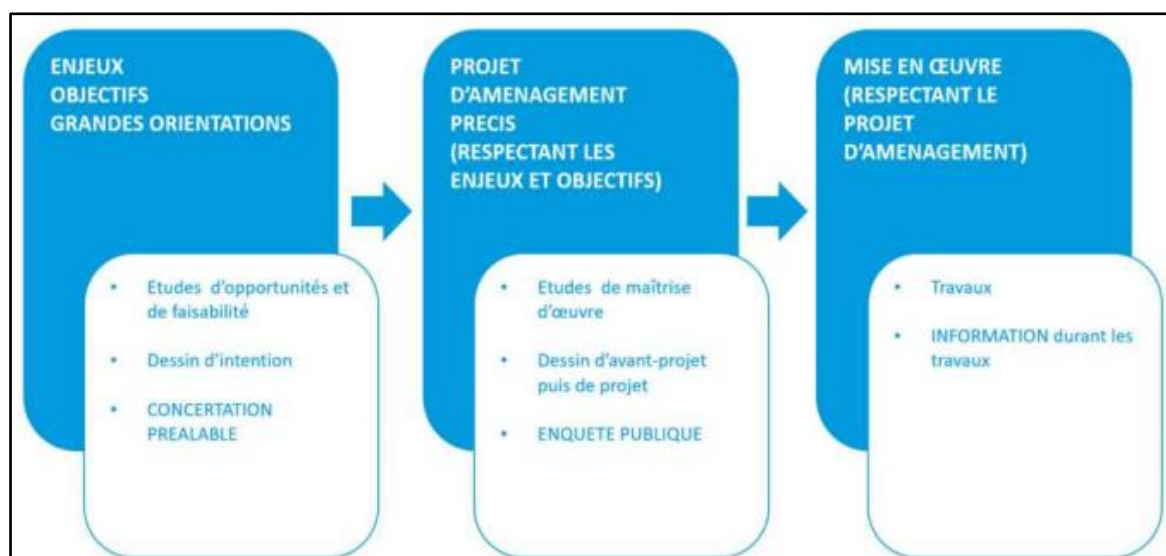 ENJEUX
OBJECTIFS
GRANDES ORIENTATIONS
• Etudes d'opportunités et
de faisabilité
• Dessin d'intention
• CONCERTATION
PREALABLE
PROJET
D'AMENAGEMENT
PRECIS
(RESPECTANT LES
ENJEUX ET OBJECTIFS)
• Etudes de maîtrise
d'œuvre
• Dessin d'avant-projet
puis de projet
• ENQUETE PUBLIQUE
MISE EN ŒUVRE
(RESPECTANT LE
PROJET
D'AMENAGEMENT)
• Travaux
• INFORMATION durant les
travaux